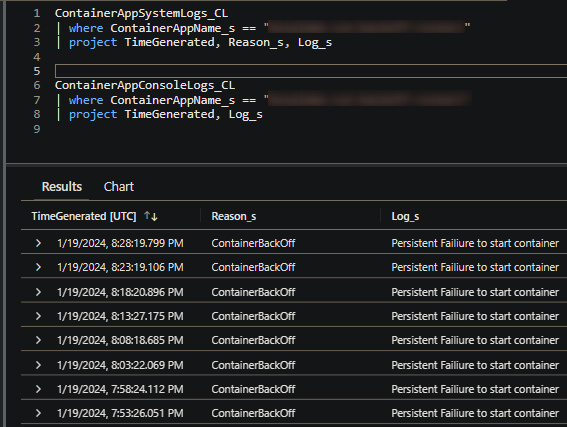 1 ContainerAppSystemLogs_CL
2 | where ContainerAppName_s == " "
3 | project TimeGenerated, Reason_s, Log_s
4
5
6 ContainerAppConsoleLogs_CL
7 | where ContainerAppName_s == "
8 | project TimeGenerated, Log_s
9
Results Chart
TimeGenerated [UTC] ↑↓ Reason_s Log_s
> 1/19/2024, 8:28:19.799 PM ContainerBackOff Persistent Failiure to start container
> 1/19/2024, 8:23:19.106 PM ContainerBackOff Persistent Failiure to start container
> 1/19/2024, 8:18:20.896 PM ContainerBackOff Persistent Failiure to start container
> 1/19/2024, 8:13:27.175 PM ContainerBackOff Persistent Failiure to start container
> 1/19/2024, 8:08:18.685 PM ContainerBackOff Persistent Failiure to start container
> 1/19/2024, 8:03:22.069 PM ContainerBackOff Persistent Failiure to start container
> 1/19/2024, 7:58:24.112 PM ContainerBackOff Persistent Failiure to start container
> 1/19/2024, 7:53:26.051 PM ContainerBackOff Persistent Failiure to start container